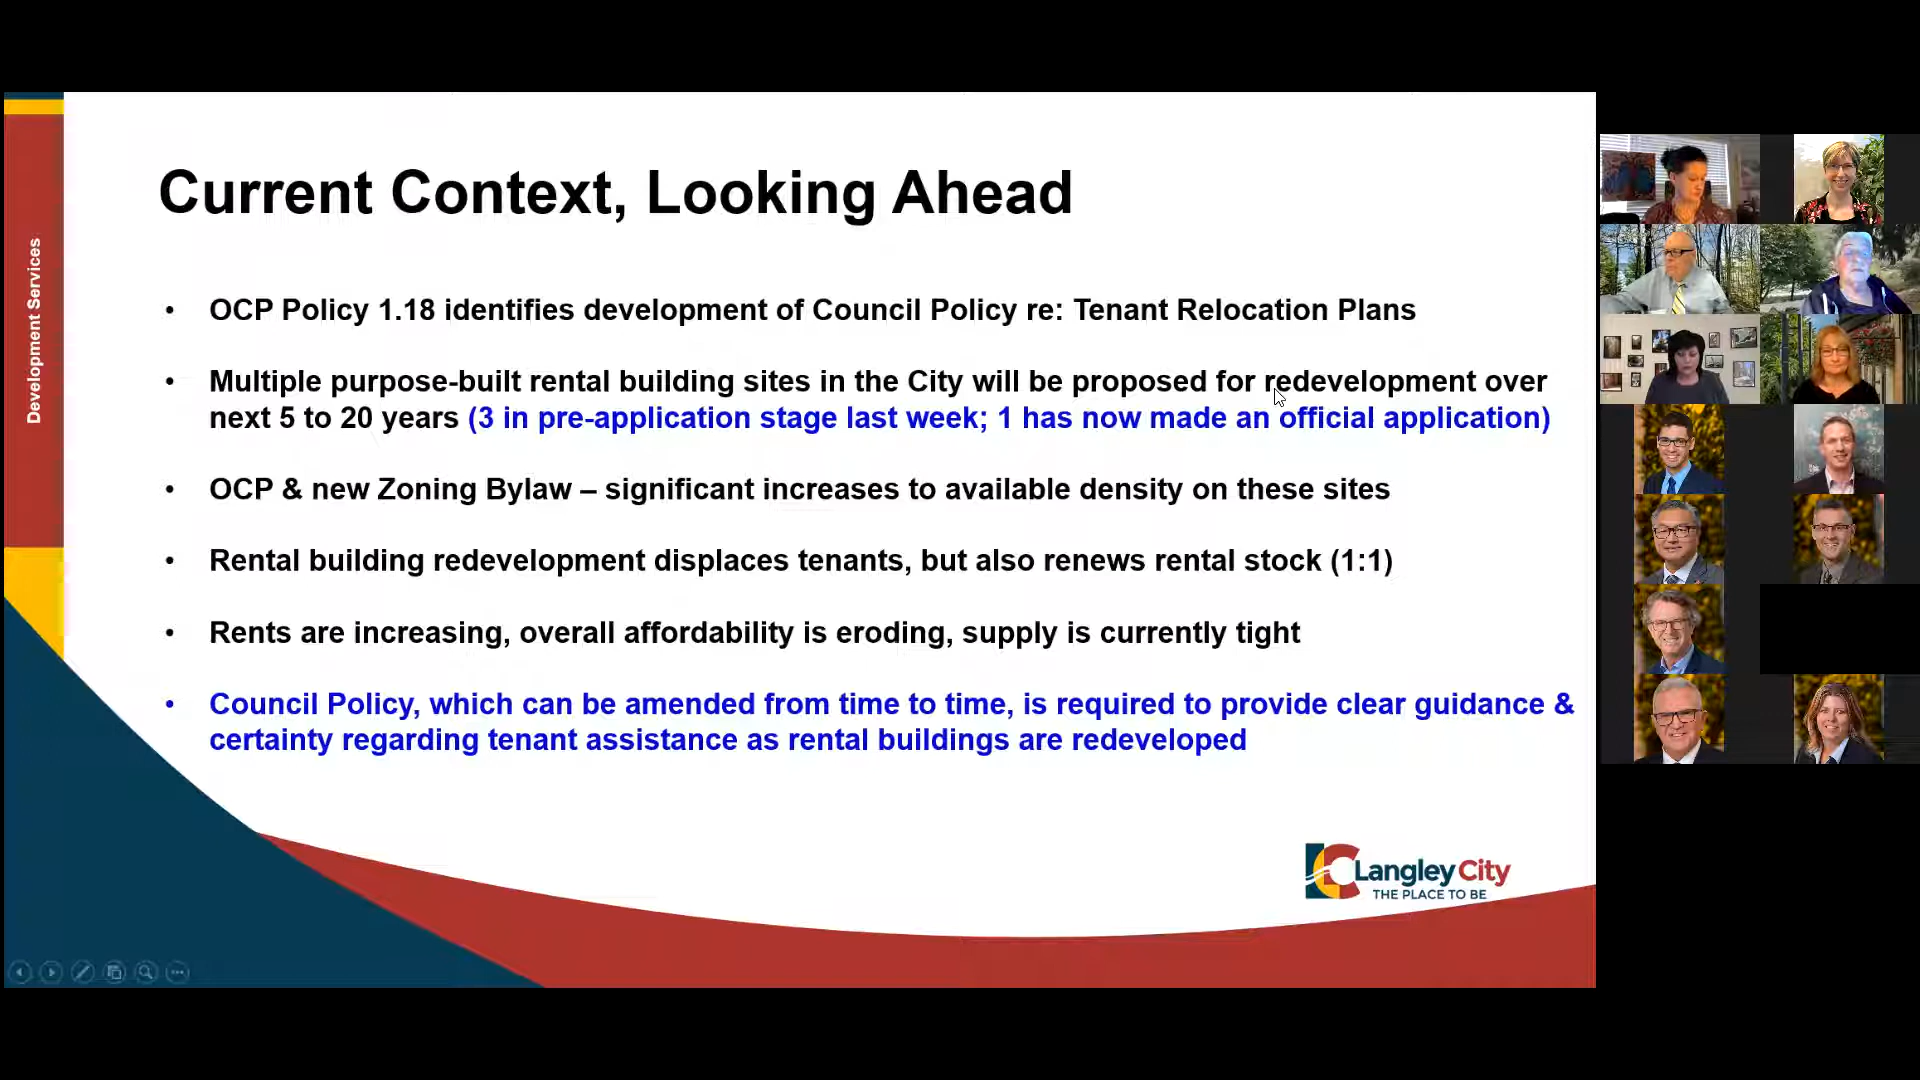 Development Services
Current Context, Looking Ahead
• OCP Policy 1.18 identifies development of Council Policy re: Tenant Relocation Plans
• Multiple purpose-built rental building sites in the City will be proposed for redevelopment over
next 5 to 20 years (3 in pre-application stage last week; 1 has now made an official application)
• OCP & new Zoning Bylaw – significant increases to available density on these sites
• Rental building redevelopment displaces tenants, but also renews rental stock (1:1)
• Rents are increasing, overall affordability is eroding, supply is currently tight
• Council Policy, which can be amended from time to time, is required to provide clear guidance &
certainty regarding tenant assistance as rental buildings are redeveloped
LC Langley City
THE PLACE TO BE